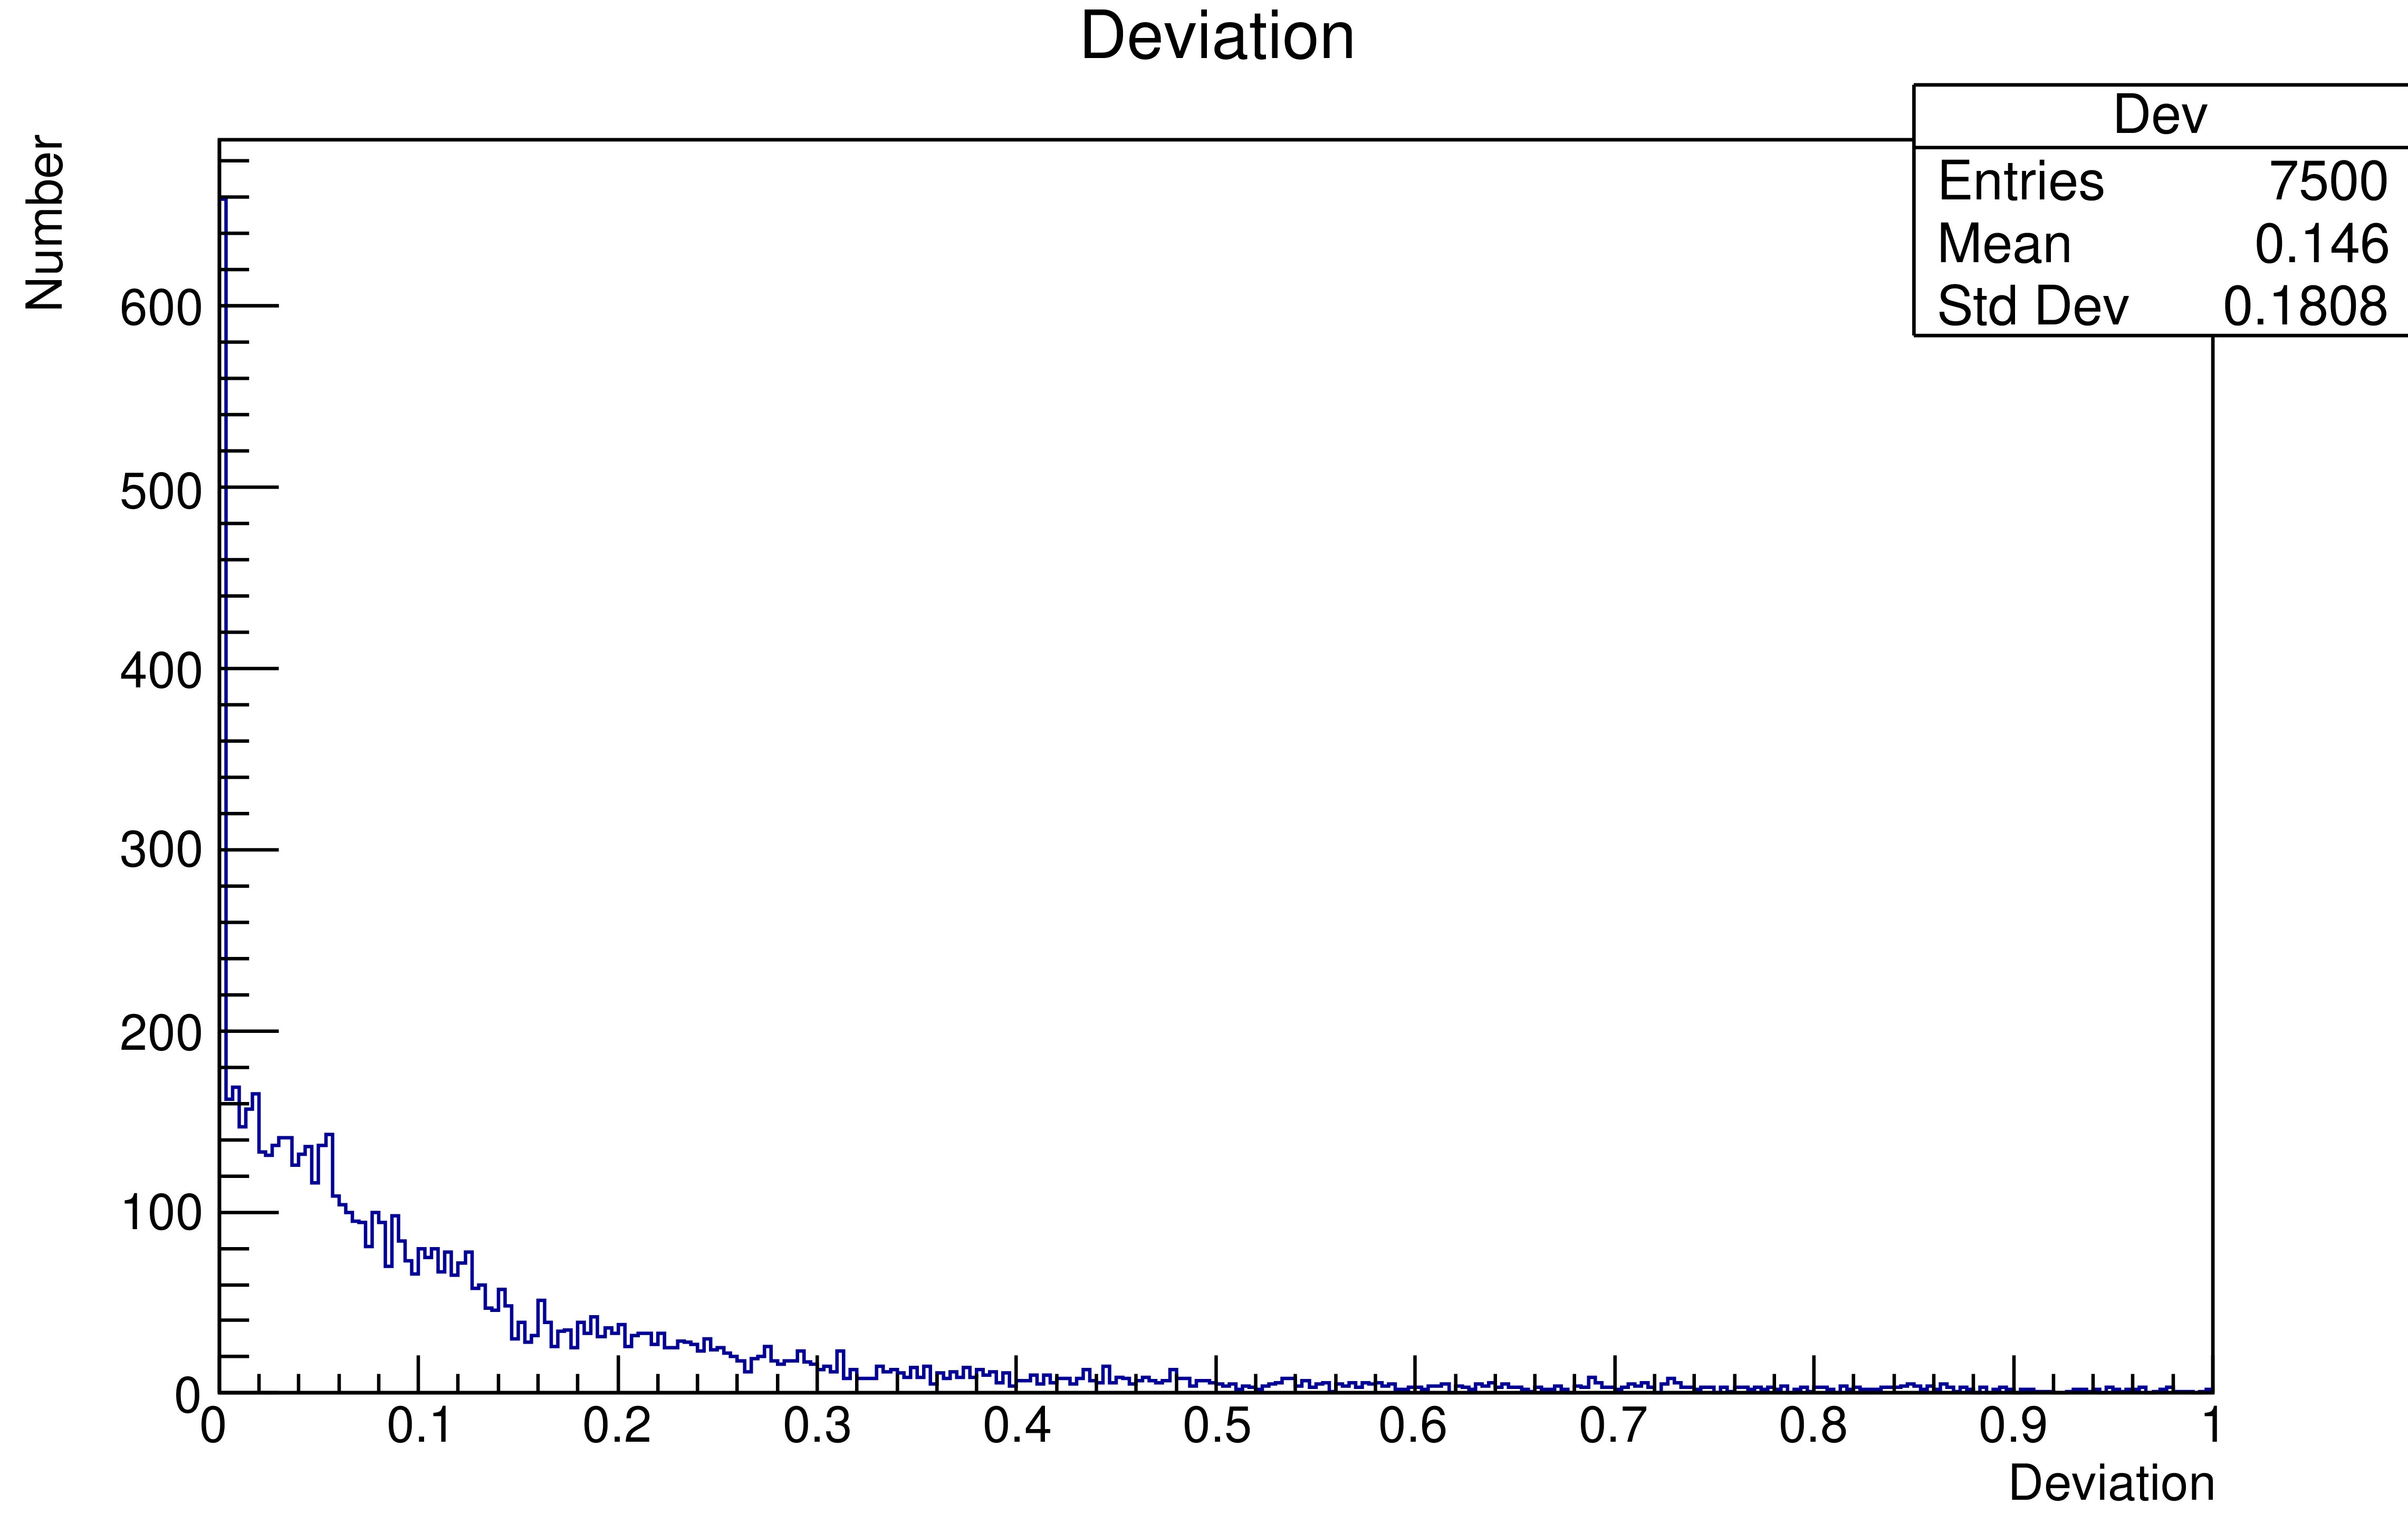 Deviation
Number
Dev
Entries 7500
Mean 0.146
Std Dev 0.1808
600
500
400
300
200
100
0
0 0.1 0.2 0.3 0.4 0.5 0.6 0.7 0.8 0.9 1
Deviation